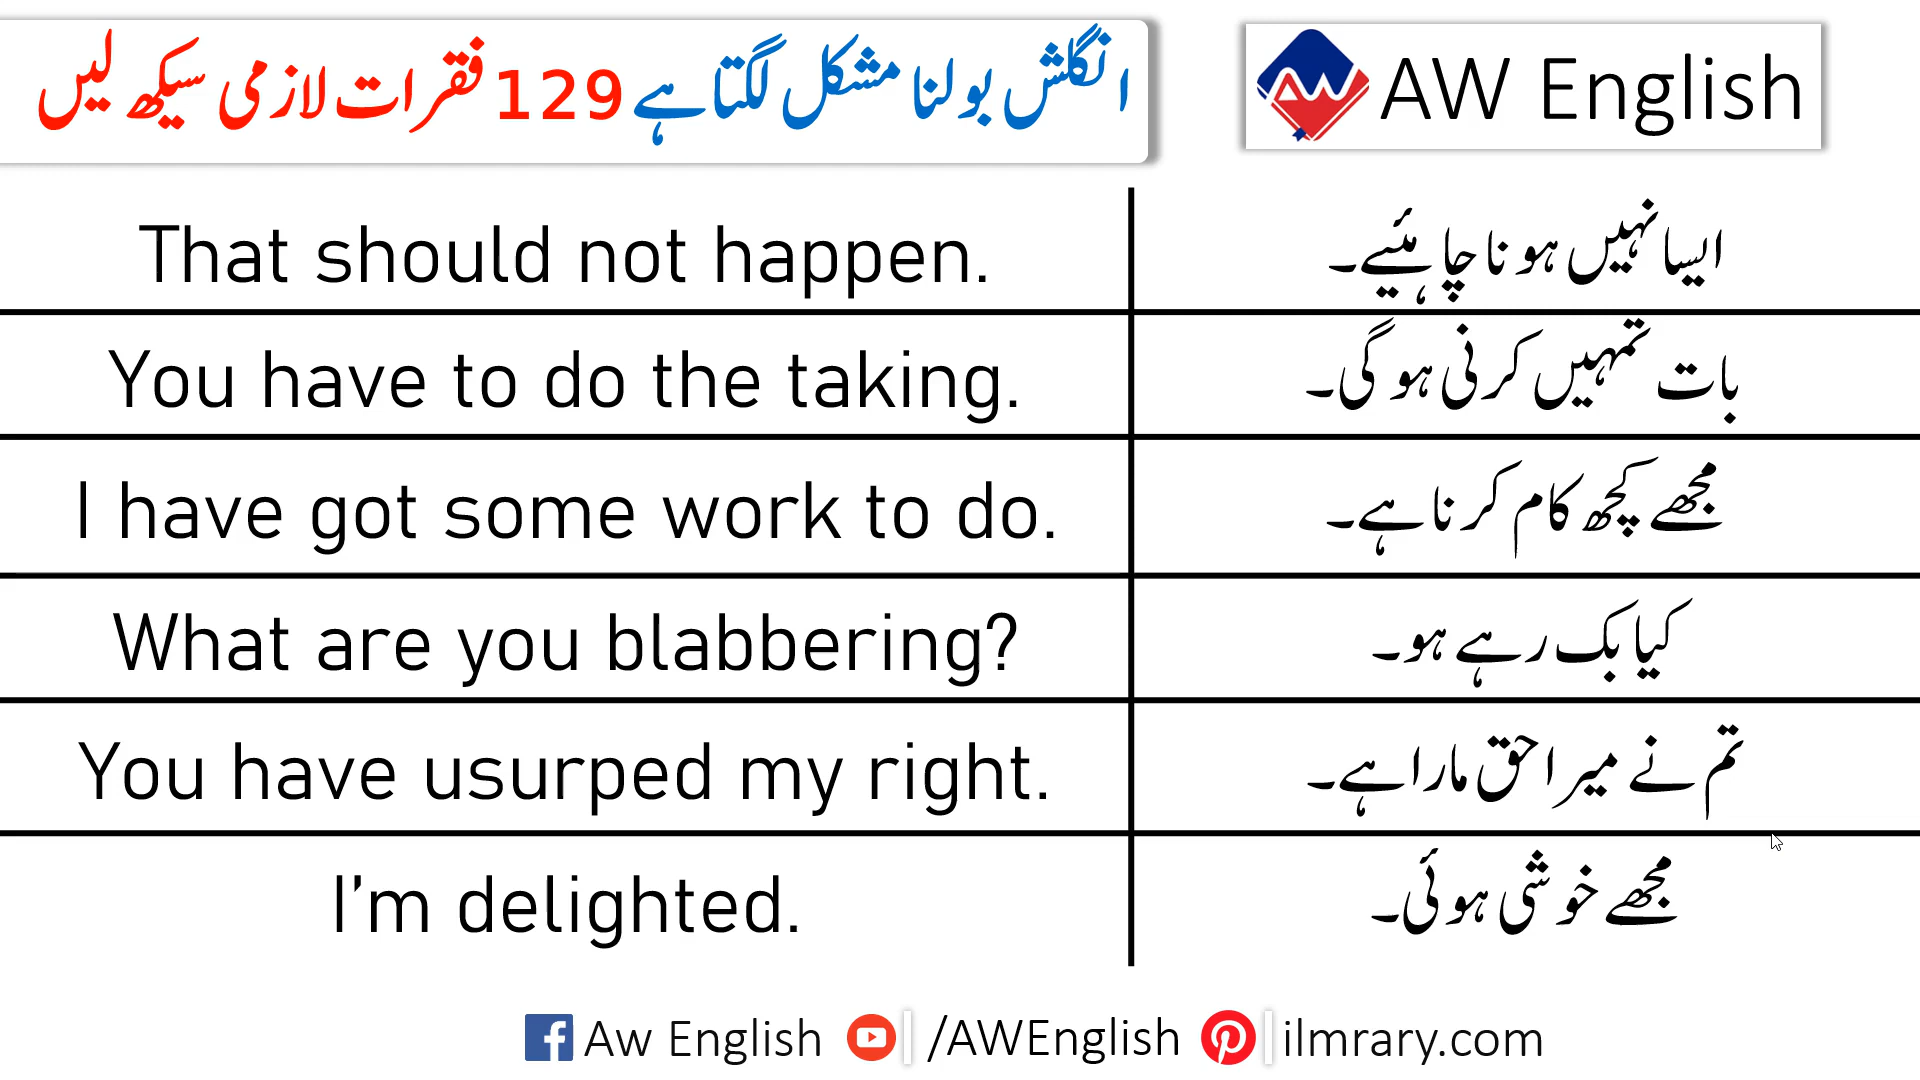 انگلش بولنا مشکل لگتا ہے 129 فقرات لازمی سیکھ لیں
AW English
That should not happen.
ایسا نہیں ہونا چاہئیے۔
You have to do the taking.
بات تمہیں کرنی ہو گی۔
I have got some work to do.
مجھے کچھ کام کرنا ہے۔
What are you blabbering?
کیا بک رہے ہو۔
You have usurped my right.
تم نے میرا حق مارا ہے۔
I’m delighted.
مجھے خوشی ہوئی۔
Aw English /AWEnglish ilmrary.com